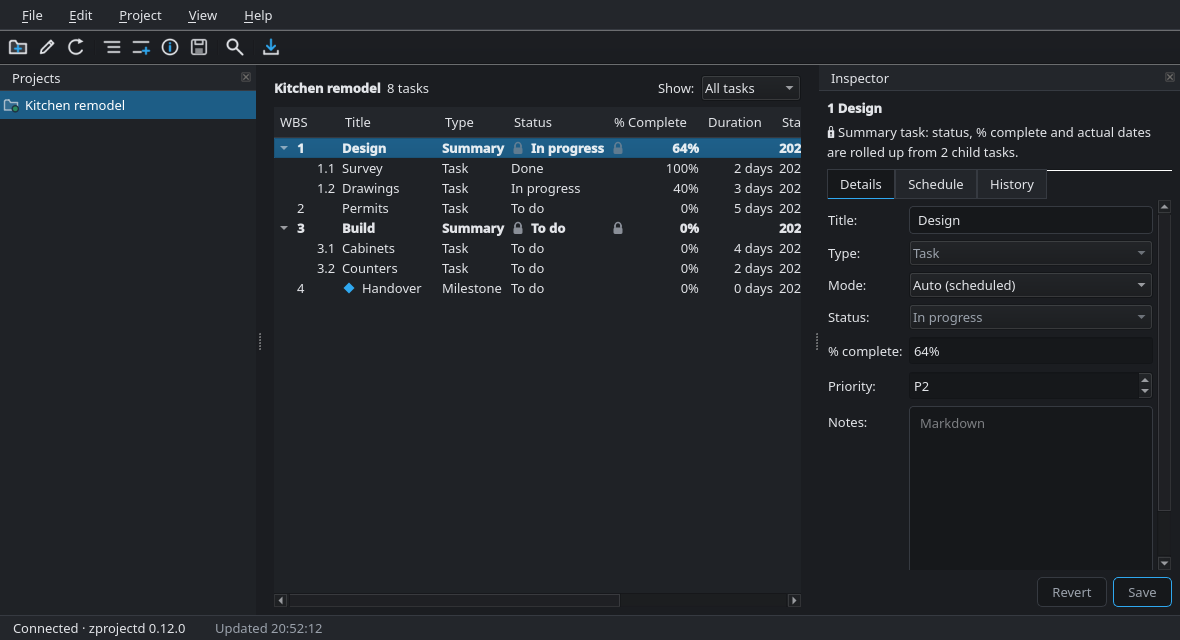 File Edit Project View Help
Projects
Kitchen remodel
Kitchen remodel 8 tasks Show: All tasks
WBS Title Type Status % Complete Duration Sta
1 Design Summary In progress 64% 202
1.1 Survey Task Done 100% 2 days 202
1.2 Drawings Task In progress 40% 3 days 202
2 Permits Task To do 0% 5 days 202
3 Build Summary To do 0% 202
3.1 Cabinets Task To do 0% 4 days 202
3.2 Counters Task To do 0% 2 days 202
4 Handover Milestone To do 0% 0 days 202
Inspector
1 Design
Summary task: status, % complete and actual dates
are rolled up from 2 child tasks.
Details Schedule History
Title: Design
Type: Task
Mode: Auto (scheduled)
Status: In progress
% complete: 64%
Priority: P2
Notes: Markdown
Revert Save
Connected · zprojectd 0.12.0 Updated 20:52:12